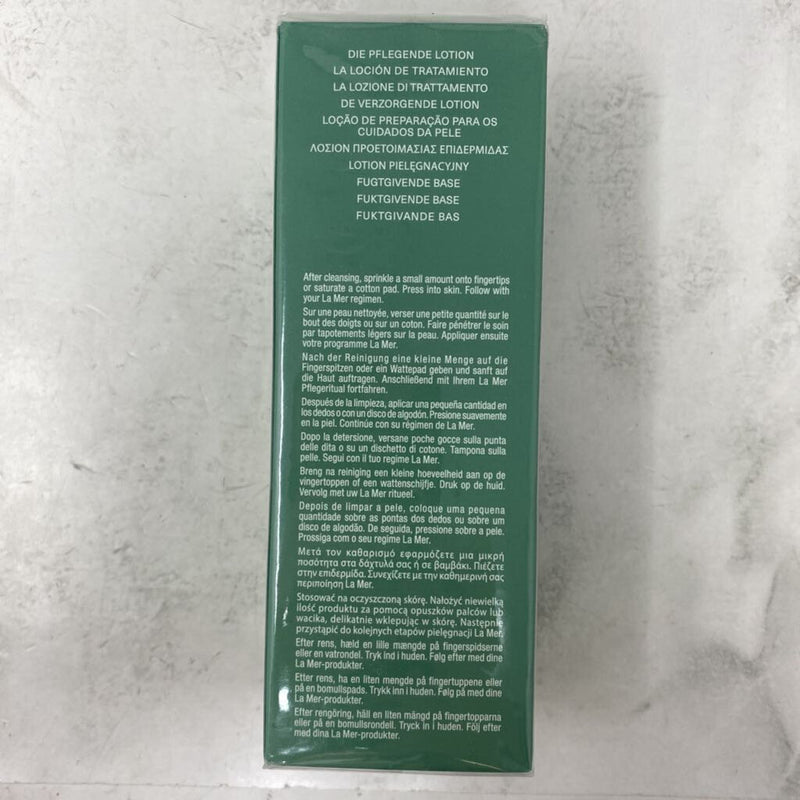 DIE PFLEGENDE LOTION
LA LOCIÓN DE TRATAMIENTO
LA LOZIONE DI TRATTAMENTO
DE VERZORGENDE LOTION
LOÇÃO DE PREPARAÇÃO PARA OS
CUIDADOS DA PELE
ΛΟΣΙΟΝ ΠΡΟΕΤΟΙΜΑΣΙΑΣ ΕΠΙΔΕΡΜΙΔΑΣ
LOTION PIELĘGNACYJNY
FUGTGIVENDE BASE
FUKTGIVENDE BASE
FUKTGIVANDE BAS
After cleansing, sprinkle a small amount onto fingertips
or saturate a cotton pad. Press into skin. Follow with
your La Mer regimen.
Sur une peau nettoyée, verser une petite quantité sur le
bout des doigts ou sur un coton. Faire pénétrer le soin
par tapotements légers sur la peau. Appliquer ensuite
votre programme La Mer.
Nach der Reinigung eine kleine Menge auf die
Fingerspitzen oder ein Wattepad geben und sanft auf
die Haut auftragen. Anschließend mit Ihrem La Mer
Pflegeritual fortfahren.
Después de la limpieza, aplicar una pequeña cantidad en
los dedos o con un disco de algodón. Presione suavemente
en la piel. Continúe con su régimen de La Mer.
Dopo la detersione, versane poche gocce sulla punta
delle dita o su un dischetto di cotone. Tampona sulla
pelle. Segui con il tuo regime La Mer.
Breng na reiniging een kleine hoeveelheid aan op de
vingertoppen of een wattenschijfje. Druk op de huid.
Vervolg met uw La Mer ritueel.
Depois de limpar a pele, coloque uma pequena
quantidade sobre as pontas dos dedos ou sobre um
disco de algodão. De seguida, pressione sobre a pele.
Prossiga com o seu regime La Mer.
Μετά τον καθαρισμό εφαρμόζετε μια μικρή
ποσότητα στα δάχτυλά σας ή σε βαμβάκι. Πιέζετε
στην επιδερμίδα. Συνεχίζετε με την καθημερινή σας
περιποίηση La Mer.
Stosować na oczyszczoną skórę. Nałożyć niewielką
ilość produktu za pomocą opuszków palców lub
wacika, delikatnie wklepując w skórę. Następnie
przystąpić do kolejnych etapów pielęgnacji La Mer.
Efter rens, hæld en lille mængde på fingerspidserne
eller en vatrondel. Tryk ind i huden. Følg efter med dine
La Mer-produkter.
Etter rens, ha en liten mengde på fingertuppene eller
på en bomullspads. Trykk inn i huden. Følg på med dine
La Mer-produkter.
Efter rengöring, häll en liten mängd på fingertopparna
eller på en bomullsrondell. Tryck in i huden. Följ efter
med dina La Mer-produkter.